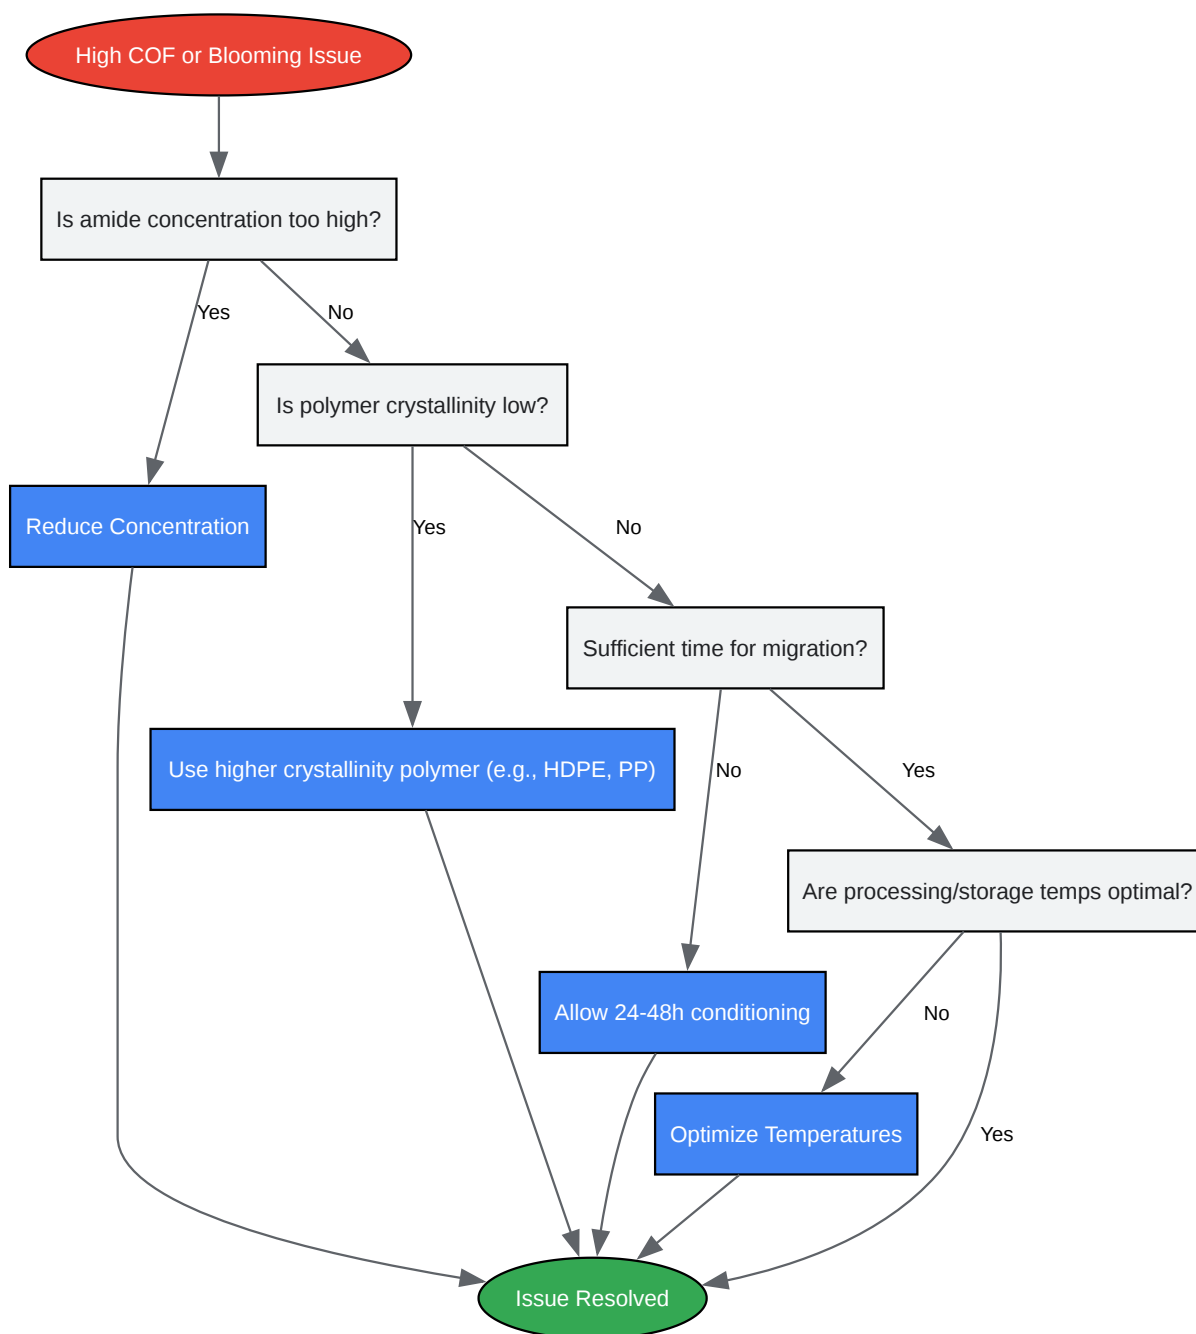 High COF or Blooming Issue
Is amide concentration too high?
Yes
No
Is polymer crystallinity low?
Reduce Concentration
Yes
No
Sufficient time for migration?
Use higher crystallinity polymer (e.g., HDPE, PP)
No
Yes
Are processing/storage temps optimal?
Allow 24-48h conditioning
No
Optimize Temperatures
Yes
Issue Resolved